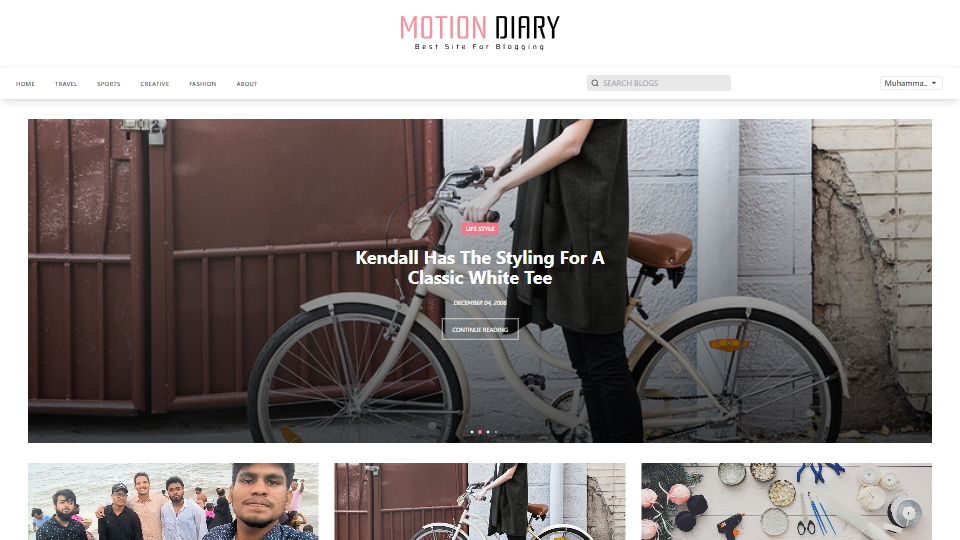 MOTION DIARY
Best Site For Blogging
HOME TRAVEL SPORTS CREATIVE FASHION ABOUT SEARCH BLOGS Muhamma..
LIFE STYLE
Kendall Has The Styling For A
Classic White Tee
DECEMBER 04, 2006
CONTINUE READING